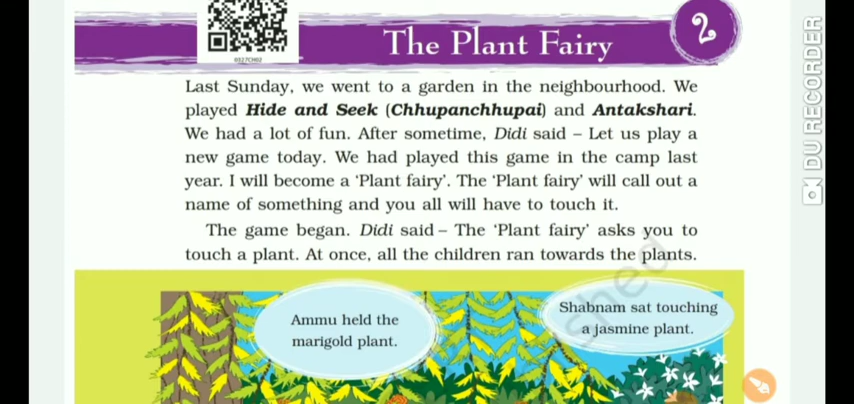 0327CH02
The Plant Fairy
2
Last Sunday, we went to a garden in the neighbourhood. We
played Hide and Seek (Chhupanchhupai) and Antakshari.
We had a lot of fun. After sometime, Didi said – Let us play a
new game today. We had played this game in the camp last
year. I will become a 'Plant fairy'. The 'Plant fairy' will call out a
name of something and you all will have to touch it.
The game began. Didi said – The 'Plant fairy' asks you to
touch a plant. At once, all the children ran towards the plants.
Ammu held the
marigold plant.
Shabnam sat touching
a jasmine plant.
DU RECORDER